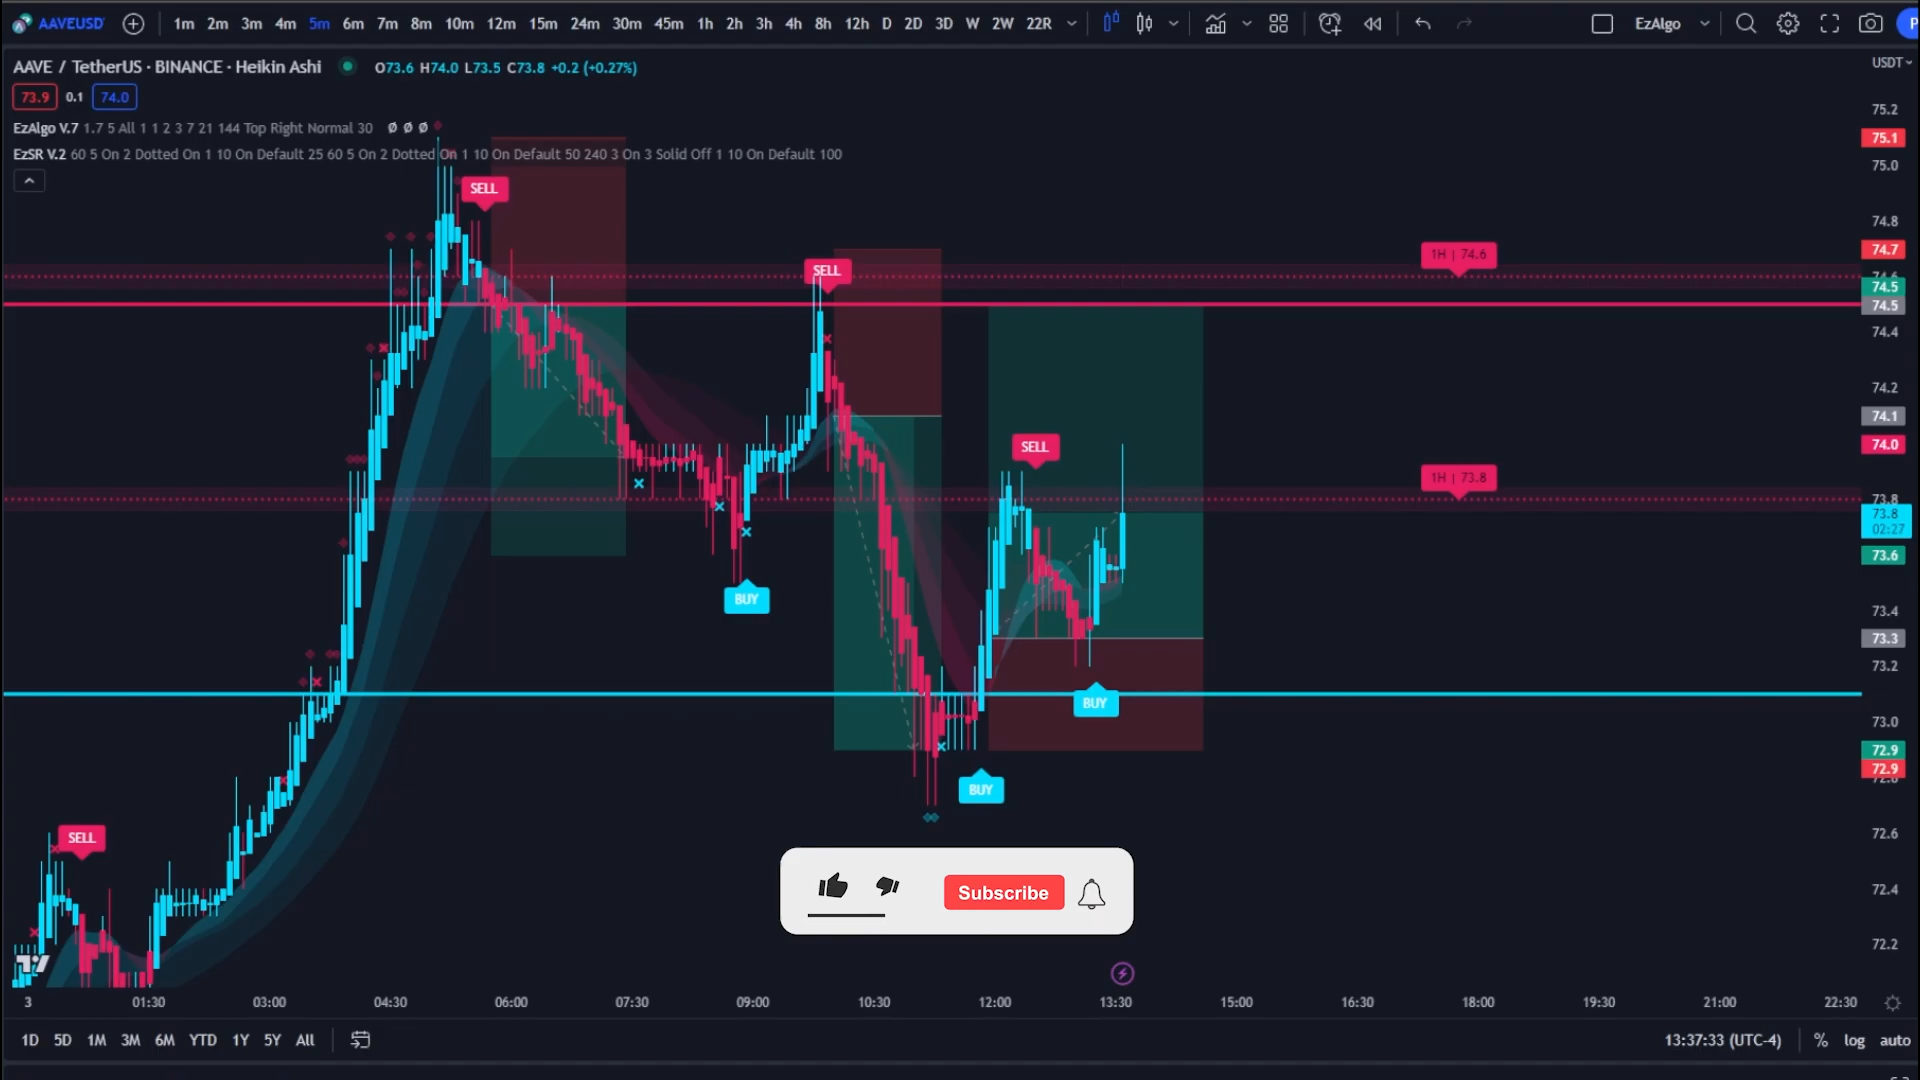 AAVEUSD 1m 2m 3m 4m 5m 6m 7m 8m 10m 12m 15m 24m 30m 45m 1h 2h 3h 4h 8h 12h D 2D 3D W 2W 22R EzAlgo P
AAVE / TetherUS · BINANCE · Heikin Ashi O73.6 H74.0 L73.5 C73.8 +0.2 (+0.27%)
USDT
73.9 0.1 74.0
EzAlgo V.7 1.7 5 All 1 1 2 3 7 21 144 Top Right Normal 30 Ø Ø Ø
EzSR V.2 60 5 On 2 Dotted On 1 10 On Default 25 60 5 On 2 Dotted On 1 10 On Default 50 240 3 On 3 Solid Off 1 10 On Default 100
75.2
75.1
75.0
SELL
74.8
74.7
1H | 74.6
SELL
74.6
74.5
74.5
74.4
74.2
74.1
74.0
SELL
1H | 73.8
73.8
73.8
02:27
73.6
BUY
73.4
73.3
73.2
BUY
73.0
72.9
72.9
BUY
72.6
SELL
72.4
Subscribe
72.2
3 01:30 03:00 04:30 06:00 07:30 09:00 10:30 12:00 13:30 15:00 16:30 18:00 19:30 21:00 22:30
1D 5D 1M 3M 6M YTD 1Y 5Y All 13:37:33 (UTC-4) % log auto